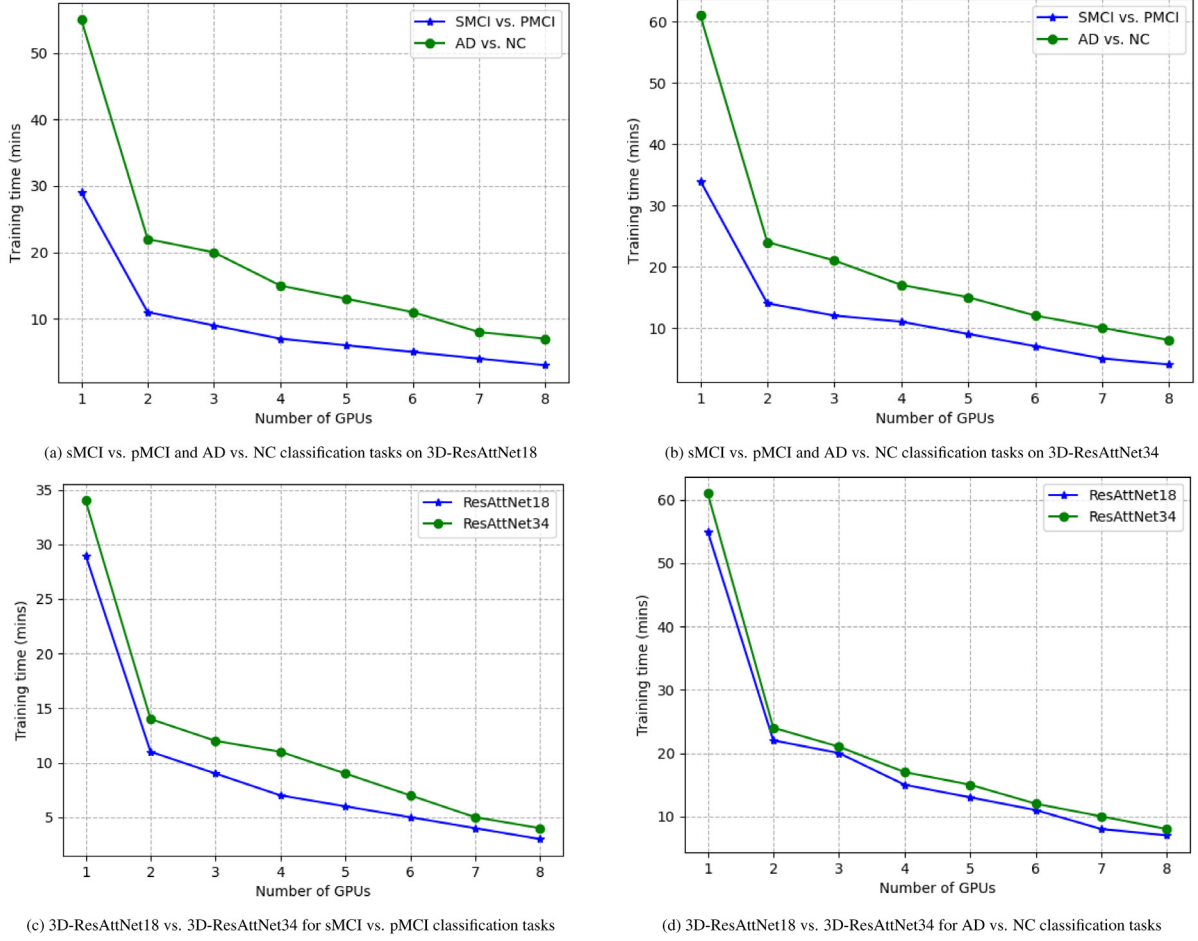 SMCI vs. PMCI
AD vs. NC
50
40
30
20
10
Training time (mins)
1 2 3 4 5 6 7 8
Number of GPUs
(a) sMCI vs. pMCI and AD vs. NC classification tasks on 3D-ResAttNet18
SMCI vs. PMCI
AD vs. NC
60
50
40
30
20
10
Training time (mins)
1 2 3 4 5 6 7 8
Number of GPUs
(b) sMCI vs. pMCI and AD vs. NC classification tasks on 3D-ResAttNet34
ResAttNet18
ResAttNet34
35
30
25
20
15
10
5
Training time (mins)
1 2 3 4 5 6 7 8
Number of GPUs
(c) 3D-ResAttNet18 vs. 3D-ResAttNet34 for sMCI vs. pMCI classification tasks
ResAttNet18
ResAttNet34
60
50
40
30
20
10
Training time (mins)
1 2 3 4 5 6 7 8
Number of GPUs
(d) 3D-ResAttNet18 vs. 3D-ResAttNet34 for AD vs. NC classification tasks